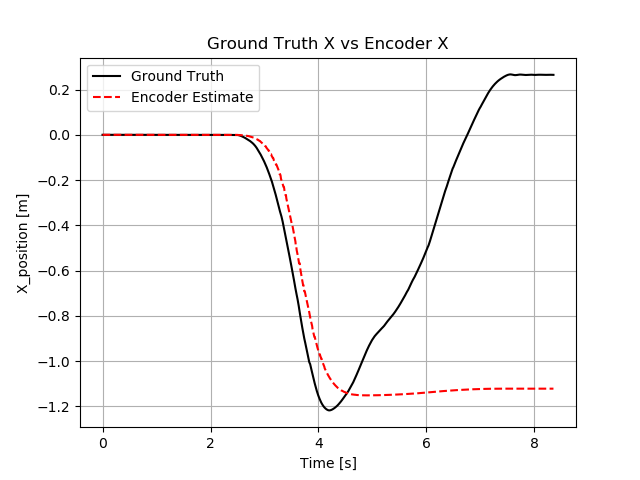 Ground Truth X vs Encoder X
Ground Truth
Encoder Estimate
0.2
0.0
−0.2
−0.4
−0.6
−0.8
−1.0
−1.2
X_position [m]
0 2 4 6 8
Time [s]